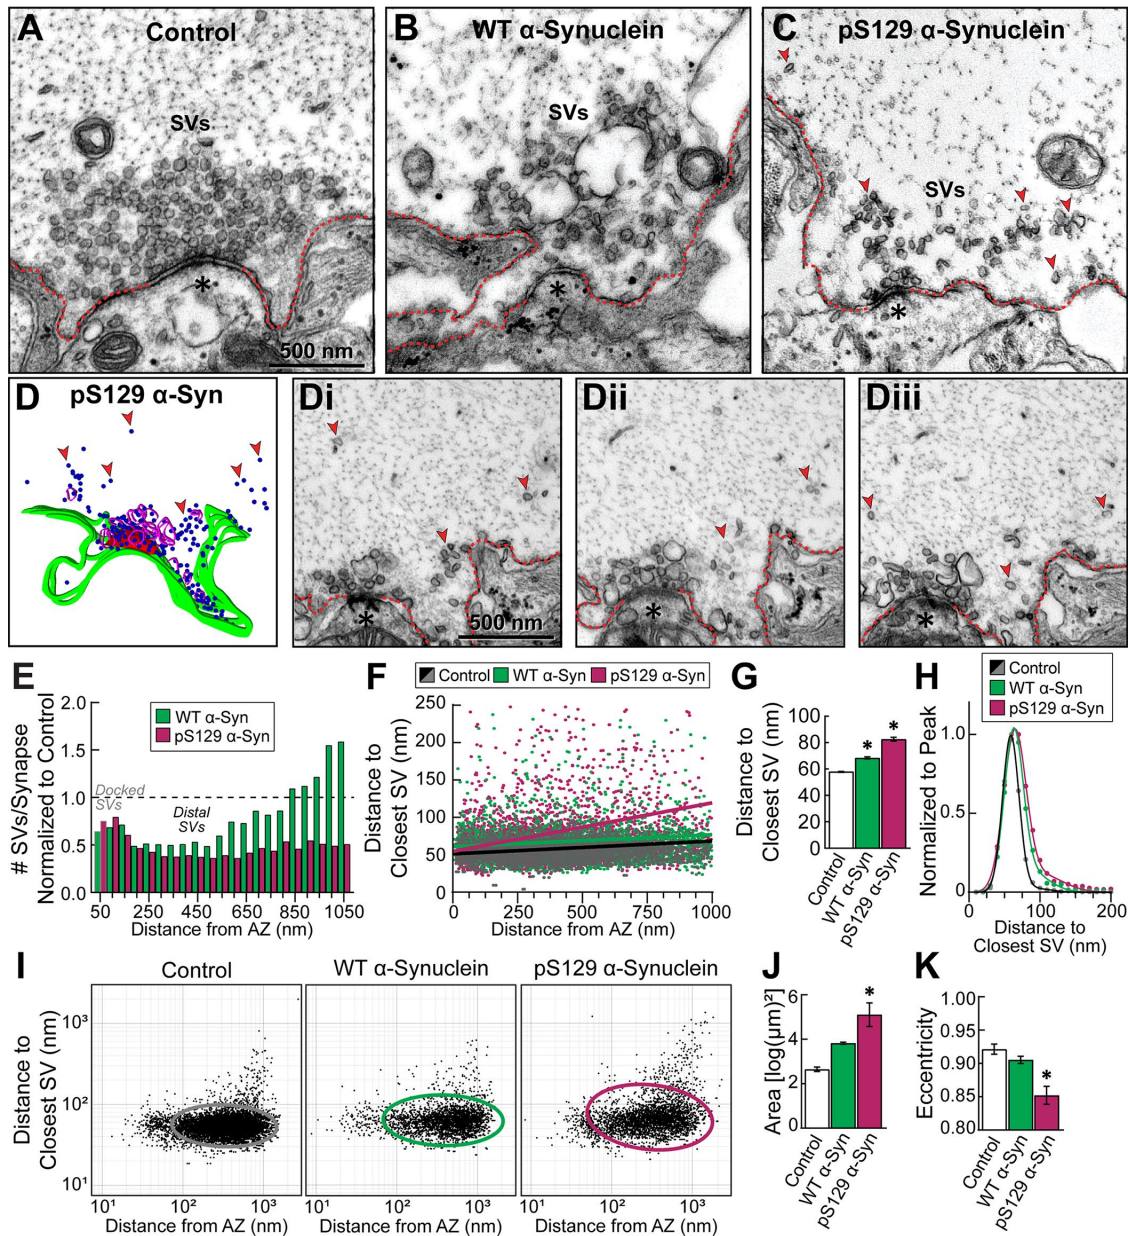 A
Control
SVs
*
500 nm
B
WT α-Synuclein
SVs
*
C
pS129 α-Synuclein
SVs
*
D
pS129 α-Syn
Di
*
500 nm
Dii
*
Diii
*
E
# SVs/Synapse
Normalized to Control
2.0
1.5
1.0
0.5
0.0
WT α-Syn
pS129 α-Syn
Docked
SVs
Distal
SVs
50 250 450 650 850 1050
Distance from AZ (nm)
F
Control WT α-Syn pS129 α-Syn
Distance to
Closest SV (nm)
250
200
150
100
50
0
0 250 500 750 1000
Distance from AZ (nm)
G
Distance to
Closest SV (nm)
100
80
60
40
20
0
*
*
Control
WT α-Syn
pS129 α-Syn
H
Control
WT α-Syn
pS129 α-Syn
Normalized to Peak
1.0
0.5
0
0 100 200
Distance to
Closest SV (nm)
I
Control
WT α-Synuclein
pS129 α-Synuclein
Distance to
Closest SV (nm)
10³
10²
10¹
10¹ 10² 10³
Distance from AZ (nm)
10¹ 10² 10³
Distance from AZ (nm)
10¹ 10² 10³
Distance from AZ (nm)
J
Area [log(µm)²]
6
4
2
0
*
Control
WT α-Syn
pS129 α-Syn
K
Eccentricity
1.00
0.95
0.90
0.85
0.80
*
Control
WT α-Syn
pS129 α-Syn